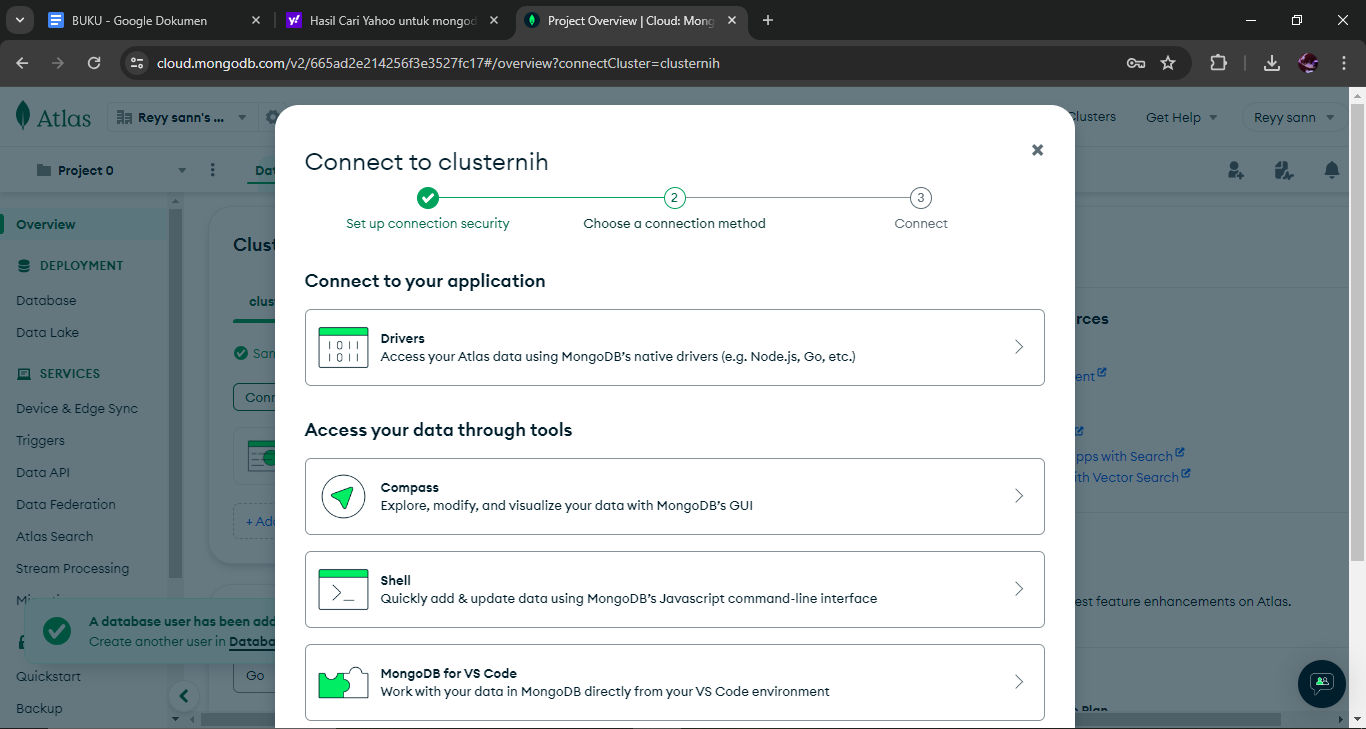 BUKU - Google Dokumen
Hasil Cari Yahoo untuk mongod
Project Overview | Cloud: Mong
cloud.mongodb.com/v2/665ad2e214256f3e3527fc17#/overview?connectCluster=clusternih
Atlas
Reyy sann's ...
Clusters
Get Help
Reyy sann
Project 0
Dat
Overview
DEPLOYMENT
Database
Data Lake
SERVICES
Device & Edge Sync
Triggers
Data API
Data Federation
Atlas Search
Stream Processing
Quickstart
Backup
Clust
clus
Sam
Conn
+ Add
A database user has been add
Create another user in Databa
Go
Connect to clusternih
2
3
Set up connection security
Choose a connection method
Connect
Connect to your application
Drivers
Access your Atlas data using MongoDB's native drivers (e.g. Node.js, Go, etc.)
Access your data through tools
Compass
Explore, modify, and visualize your data with MongoDB's GUI
Shell
Quickly add & update data using MongoDB's Javascript command-line interface
MongoDB for VS Code
Work with your data in MongoDB directly from your VS Code environment
rces
ent
pps with Search
ith Vector Search
est feature enhancements on Atlas.
Plan